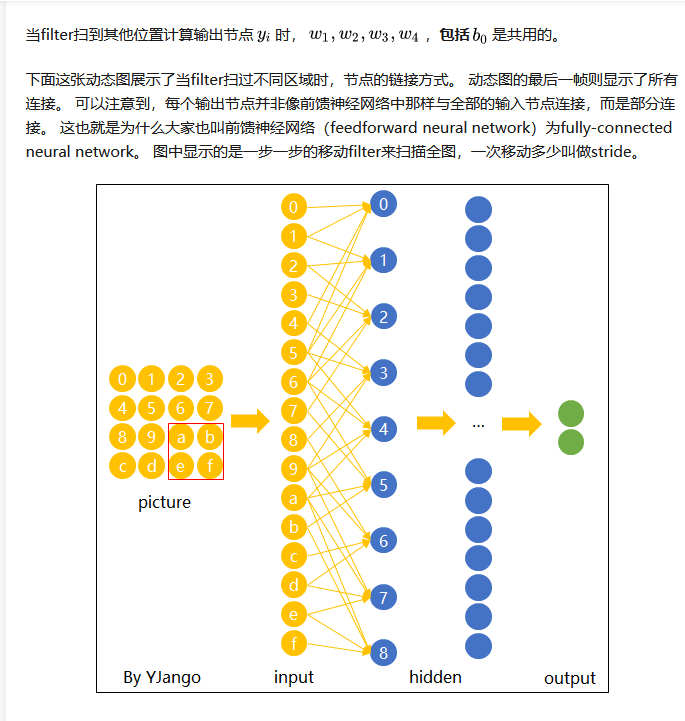 当filter扫到其他位置计算输出节点 y_i 时， w_1, w_2, w_3, w_4 ，包括b_0 是共用的。
下面这张动态图展示了当filter扫过不同区域时，节点的链接方式。 动态图的最后一帧则显示了所有
连接。 可以注意到，每个输出节点并非像前馈神经网络中那样与全部的输入节点连接，而是部分连
接。 这也就是为什么大家也叫前馈神经网络（feedforward neural network）为fully-connected
neural network。 图中显示的是一步一步的移动filter来扫描全图，一次移动多少叫做stride。
0 1 2 3
4 5 6 7
8 9 a b
c d e f
picture
0
1
2
3
4
5
6
7
8
9
a
b
c
d
e
f
0
1
2
3
4
5
6
7
8
...
By YJango
input
hidden
output